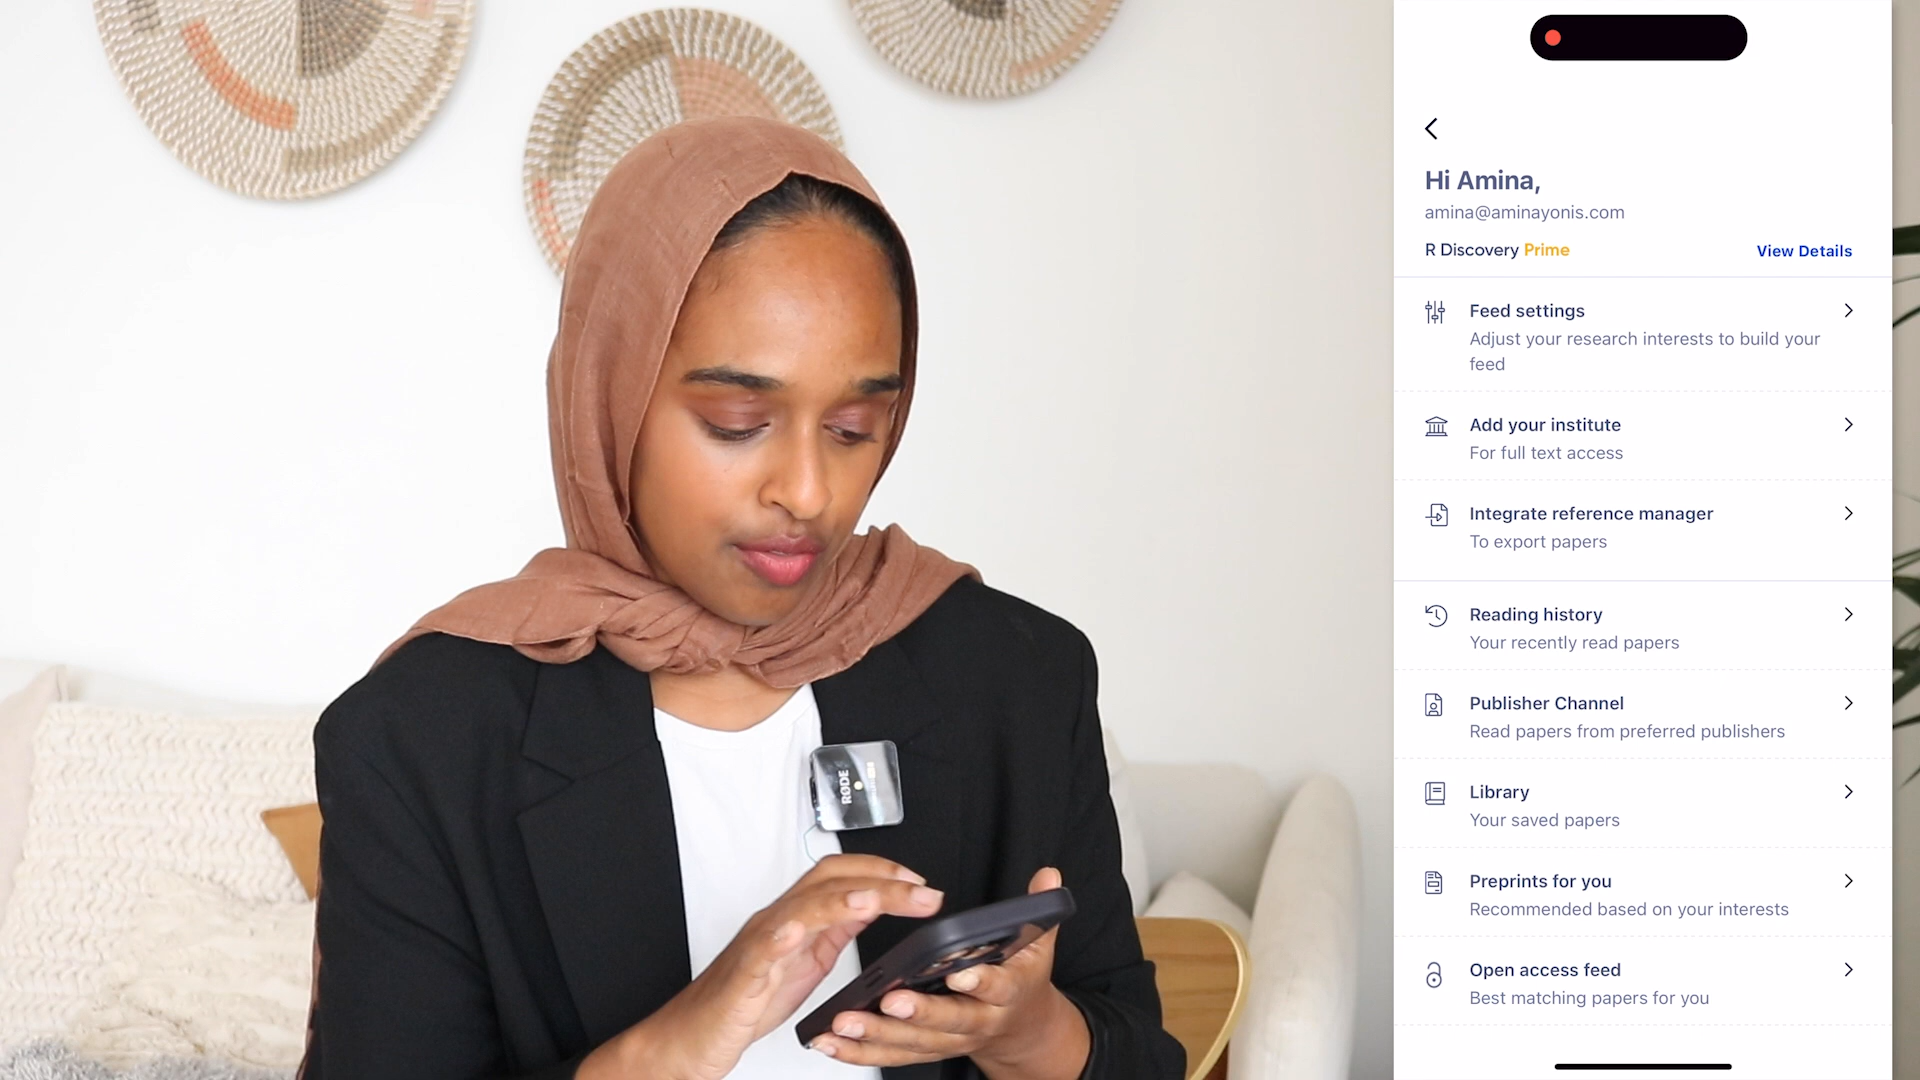 Hi Amina,
amina@aminayonis.com
R Discovery Prime
View Details
Feed settings
Adjust your research interests to build your
feed
Add your institute
For full text access
Integrate reference manager
To export papers
Reading history
Your recently read papers
Publisher Channel
Read papers from preferred publishers
Library
Your saved papers
Preprints for you
Recommended based on your interests
Open access feed
Best matching papers for you
RØDE